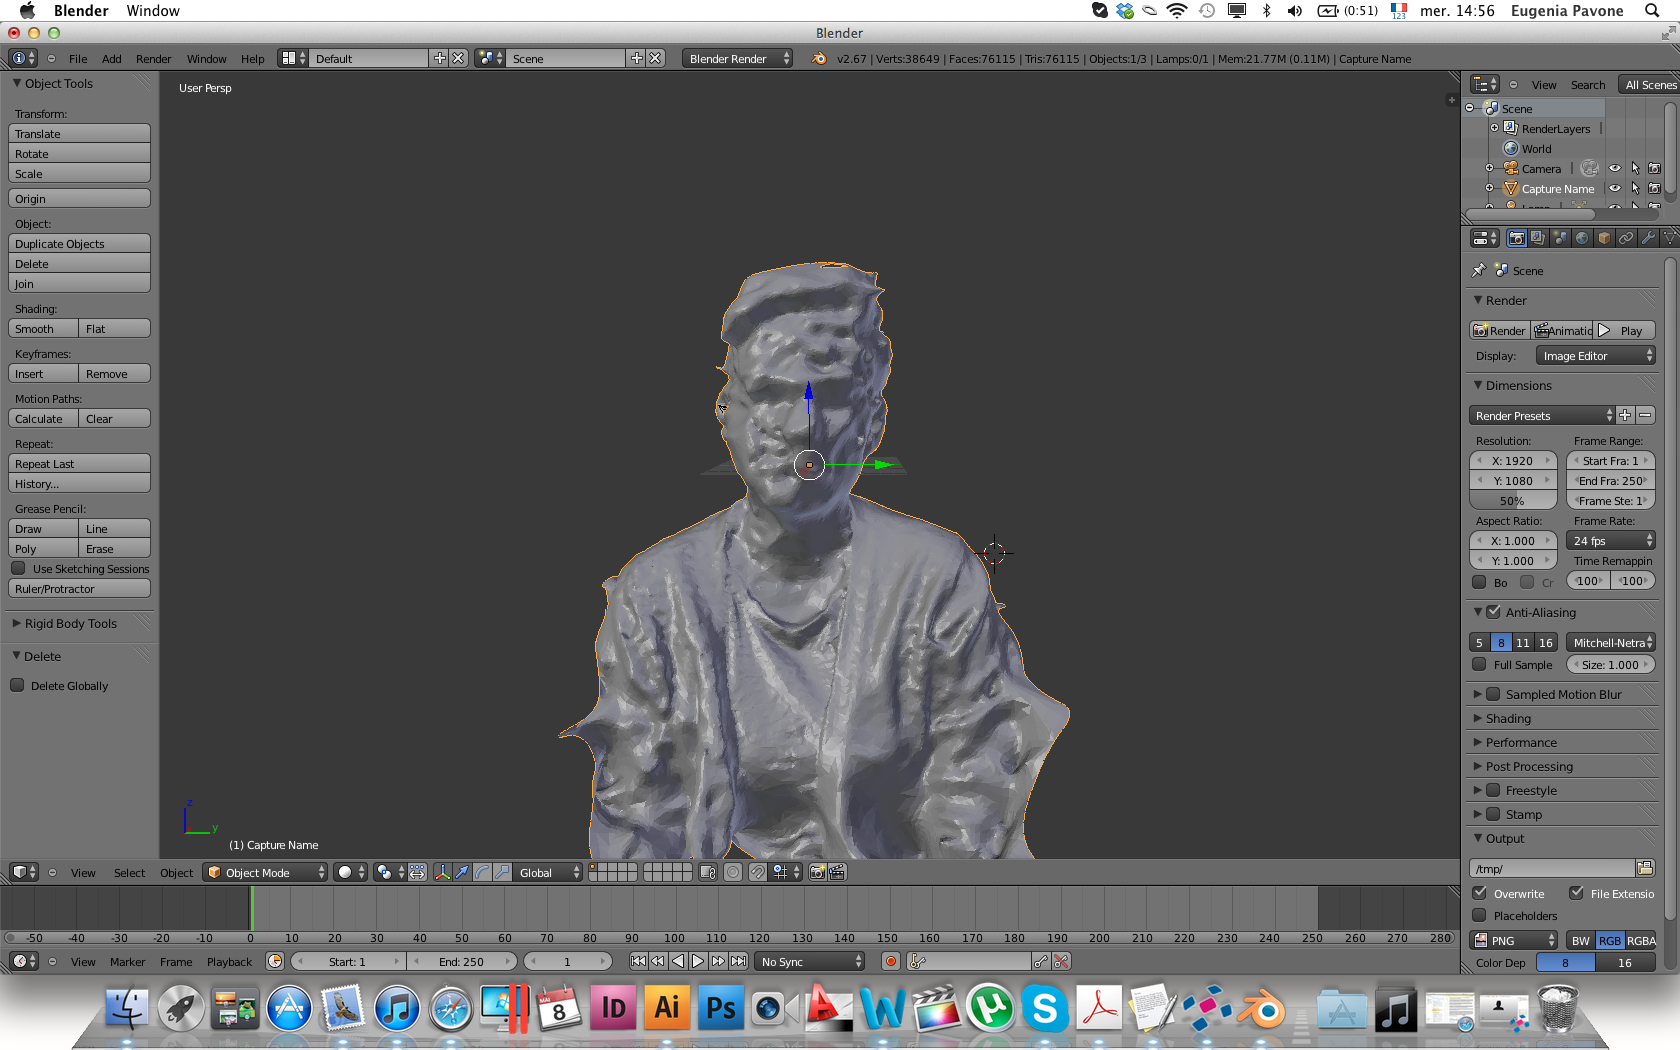 Blender Window (0:51) 123 mer. 14:56 Eugenia Pavone
Blender
File Add Render Window Help Default Scene Blender Render v2.67 | Verts:38649 | Faces:76115 | Tris:76115 | Objects:1/3 | Lamps:0/1 | Mem:21.77M (0.11M) | Capture Name
Object Tools
Transform:
Translate
Rotate
Scale
Origin
Object:
Duplicate Objects
Delete
Join
Shading:
Smooth Flat
Keyframes:
Insert Remove
Motion Paths:
Calculate Clear
Repeat:
Repeat Last
History...
Grease Pencil:
Draw Line
Poly Erase
Use Sketching Sessions
Ruler/Protractor
Rigid Body Tools
Delete
Delete Globally
User Persp
z
y
(1) Capture Name
View Search All Scenes
Scene
RenderLayers
World
Camera
Capture Name
Scene
Render
Render Animatic Play
Display: Image Editor
Dimensions
Render Presets
Resolution: Frame Range:
X: 1920 Start Fra: 1
Y: 1080 End Fra: 250
50% Frame Ste: 1
Aspect Ratio: Frame Rate:
X: 1.000 24 fps
Y: 1.000 Time Remappin
Bo Cr 100 100
Anti-Aliasing
5 8 11 16 Mitchell-Netra
Full Sample Size: 1.000
Sampled Motion Blur
Shading
Performance
Post Processing
Freestyle
Stamp
Output
/tmp/
Overwrite File Extensio
Placeholders
PNG BW RGB RGBA
Color Dep 8 16
View Select Object Object Mode Global
-50 -40 -30 -20 -10 0 10 20 30 40 50 60 70 80 90 100 110 120 130 140 150 160 170 180 190 200 210 220 230 240 250 260 270 280
View Marker Frame Playback Start: 1 End: 250 1 No Sync
MAI
8
Id Ai Ps